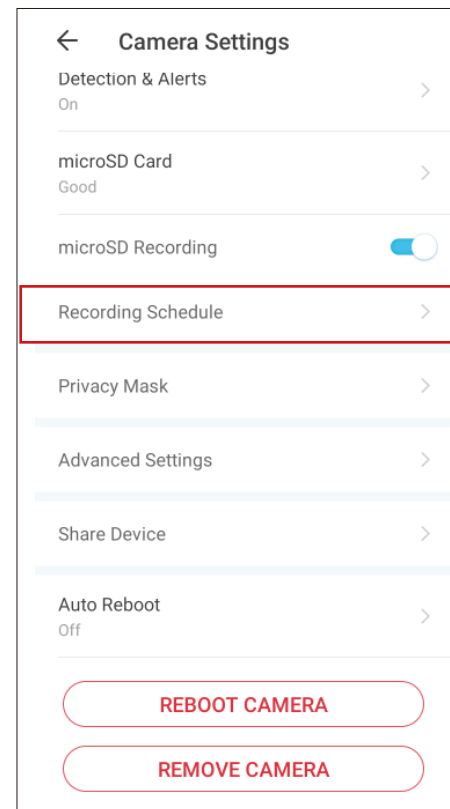 Camera Settings
Detection & Alerts
On
microSD Card
Good
microSD Recording
Recording Schedule
Privacy Mask
Advanced Settings
Share Device
Auto Reboot
Off
REBOOT CAMERA
REMOVE CAMERA